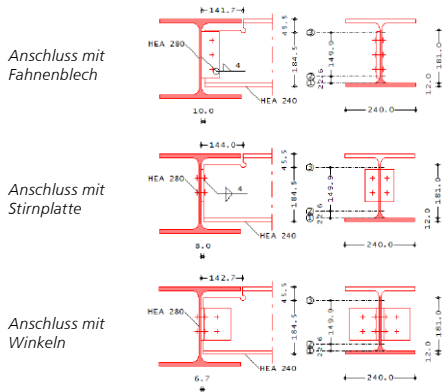 Anschluss mit
Fahnenblech
141.7
HEA 280
4
45.5
184.5
HEA 240
10.0
149.9
22.6
181.0
12.0
240.0
Anschluss mit
Stirnplatte
144.0
HEA 280
4
45.5
184.5
HEA 240
8.0
149.9
22.6
181.0
12.0
240.0
Anschluss mit
Winkeln
142.7
HEA 280
45.5
184.5
HEA 240
6.7
149.9
22.6
181.0
12.0
240.0